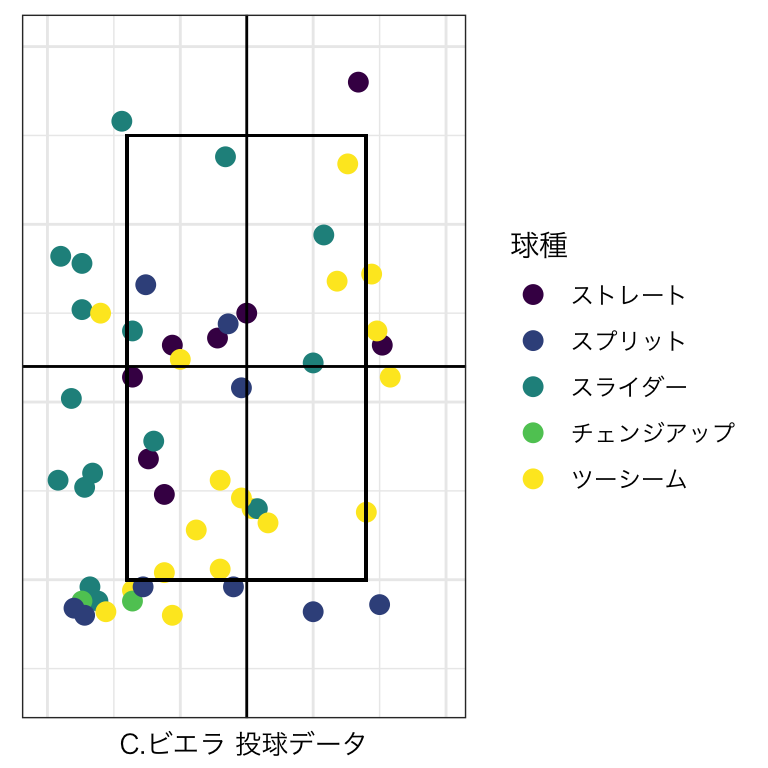 球種
ストレート
スプリット
スライダー
チェンジアップ
ツーシーム
C.ビエラ 投球データ